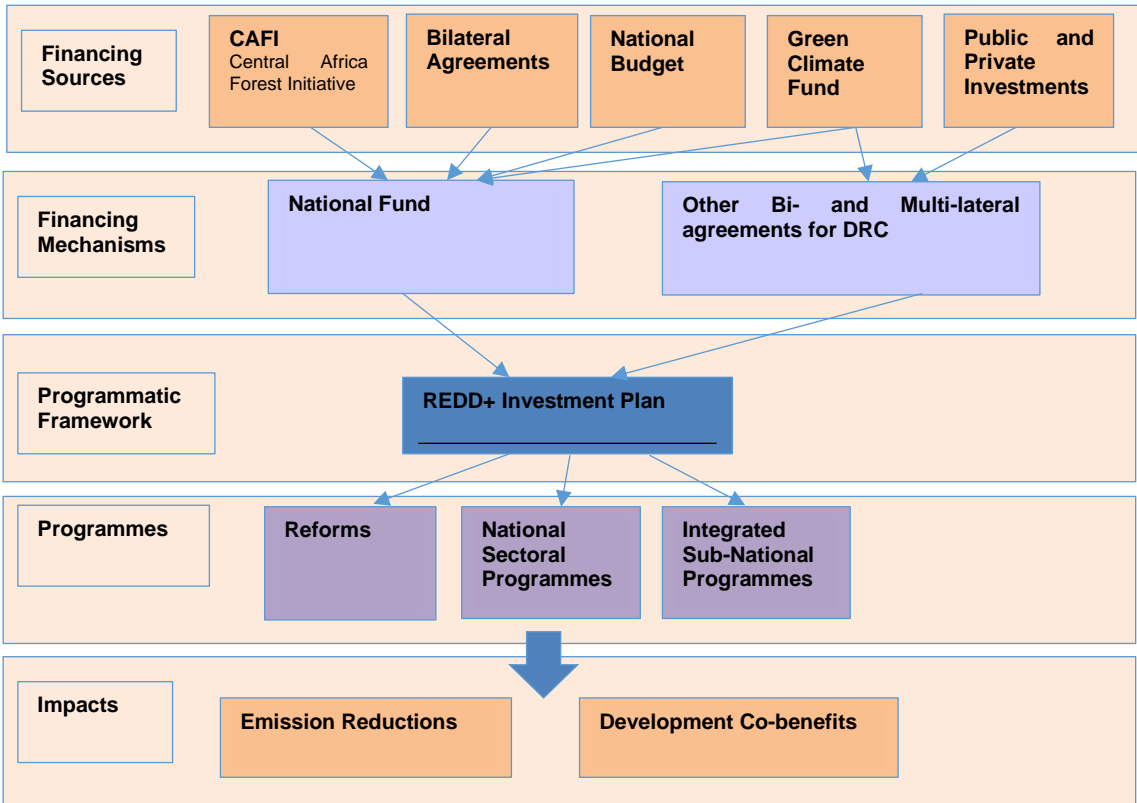 Financing
Sources
CAFI
Central Africa
Forest Initiative
Bilateral
Agreements
National
Budget
Green
Climate
Fund
Public and
Private
Investments
Financing
Mechanisms
National Fund
Other Bi- and Multi-lateral
agreements for DRC
Programmatic
Framework
REDD+ Investment Plan
Programmes
Reforms
National
Sectoral
Programmes
Integrated
Sub-National
Programmes
Impacts
Emission Reductions
Development Co-benefits